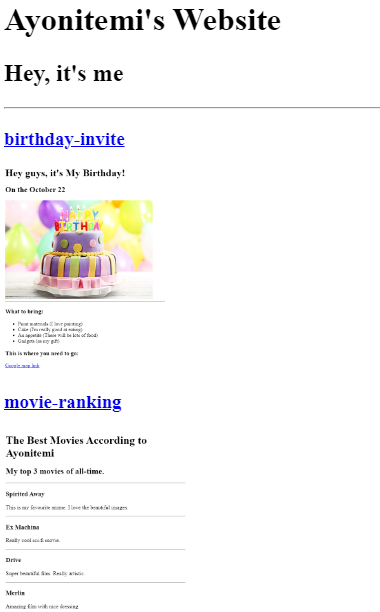 Ayonitemi's Website
Hey, it's me
birthday-invite
Hey guys, it's My Birthday!
On the October 22
HAPPY
BIRTHDAY
What to bring:
Paint materials (I love painting)
Cake (I'm really good at eating)
An appetite (There will be lots of food)
Gadgets (as my gift)
This is where you need to go:
Google map link
movie-ranking
The Best Movies According to
Ayonitemi
My top 3 movies of all-time.
Spirited Away
This is my favourite anime. I love the beautiful images
Ex Machina
Really cool sci-fi movie.
Drive
Super beautiful film. Really artistic.
Merlin
Amazing film with nice dressing